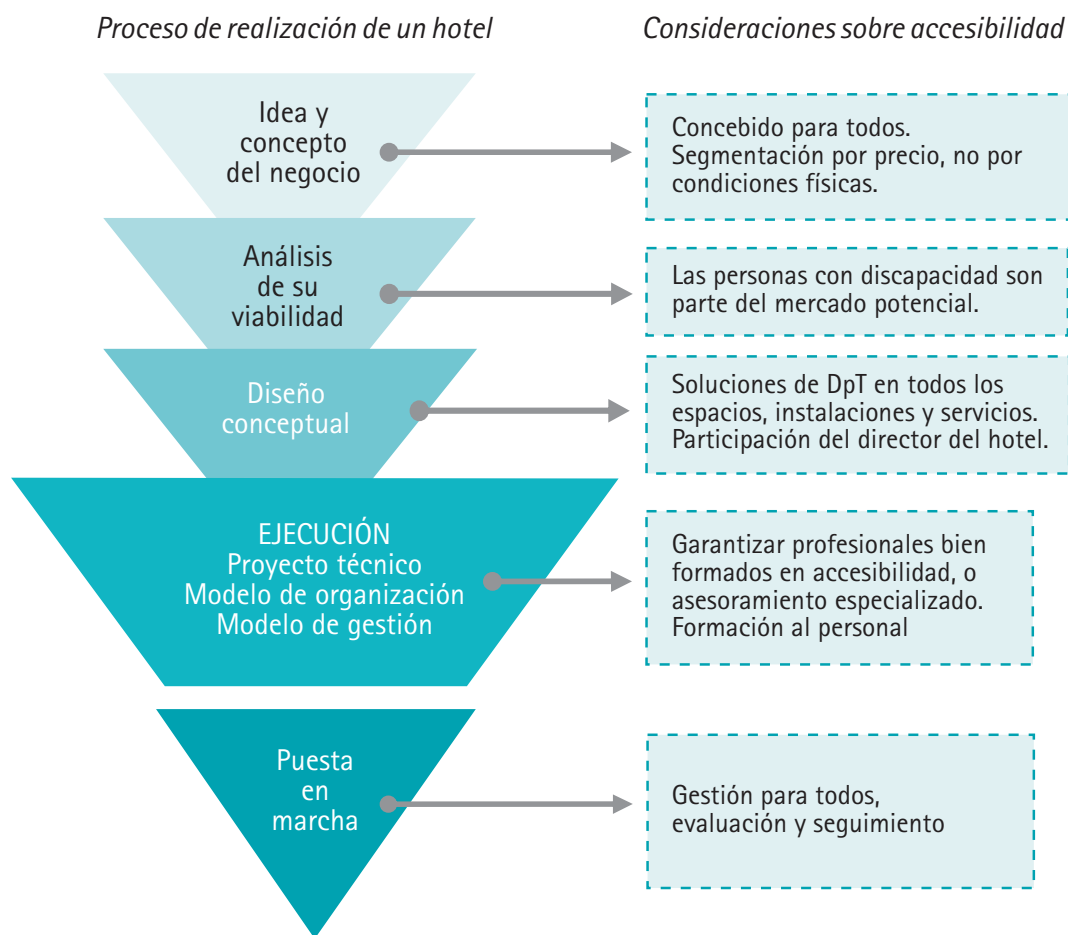 Proceso de realización de un hotel
Consideraciones sobre accesibilidad
Idea y
concepto
del negocio
Concebido para todos.
Segmentación por precio, no por
condiciones físicas.
Análisis
de su
viabilidad
Las personas con discapacidad son
parte del mercado potencial.
Diseño
conceptual
Soluciones de DpT en todos los
espacios, instalaciones y servicios.
Participación del director del hotel.
EJECUCIÓN
Proyecto técnico
Modelo de organización
Modelo de gestión
Garantizar profesionales bien
formados en accesibilidad, o
asesoramiento especializado.
Formación al personal
Puesta
en
marcha
Gestión para todos,
evaluación y seguimiento